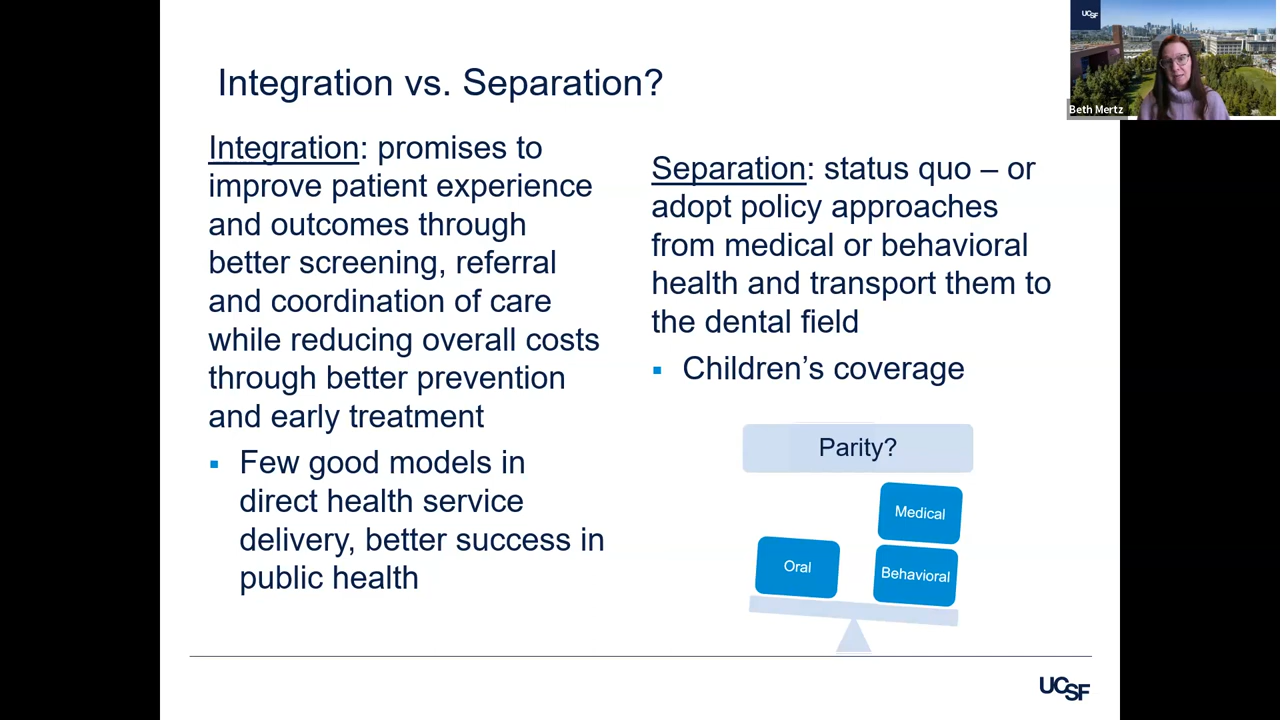 Integration vs. Separation?
Integration: promises to
improve patient experience
and outcomes through
better screening, referral
and coordination of care
while reducing overall costs
through better prevention
and early treatment
▪ Few good models in
direct health service
delivery, better success in
public health
Separation: status quo – or
adopt policy approaches
from medical or behavioral
health and transport them to
the dental field
▪ Children’s coverage
Parity?
Medical
Oral
Behavioral
UCSF
UCSF
Beth Mertz